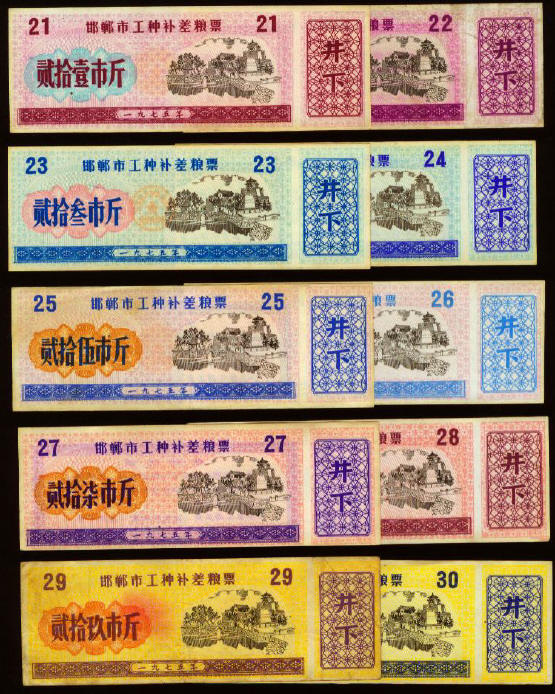 21 邯郸市工种补差粮票 21
贰拾壹市斤
一九七五年
井下
22
井下
23 邯郸市工种补差粮票 23
贰拾叁市斤
一九七五年
井下
票 24
井下
25 邯郸市工种补差粮票 25
贰拾伍市斤
一九七五年
井下
票 26
井下
27 邯郸市工种补差粮票 27
贰拾柒市斤
一九七五年
井下
粮票 28
井下
29 邯郸市工种补差粮票 29
贰拾玖市斤
一九七五年
井下
粮票 30
井下